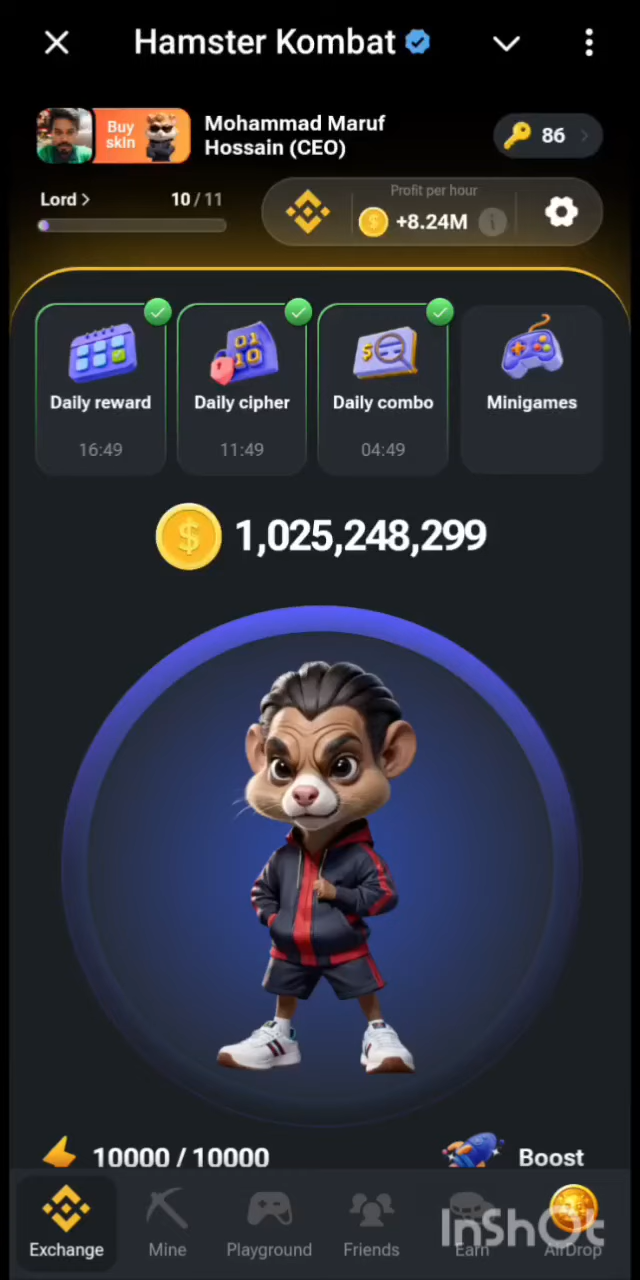 Hamster Kombat
Buy
skin
Mohammad Maruf
Hossain (CEO)
86
Lord >
10 / 11
Profit per hour
+8.24M
Daily reward
16:49
Daily cipher
11:49
Daily combo
04:49
Minigames
1,025,248,299
10000 / 10000
Boost
Exchange
Mine
Playground
Friends
Earn
AirDrop
InShOt